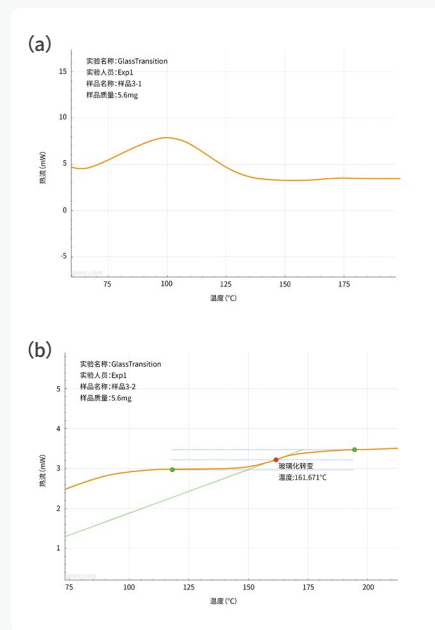 (a)
实验名称:GlassTransition
实验人员:Exp1
样品名称:样品3-1
样品质量:5.6mg
15
10
5
0
-5
热流(mW)
75
100
125
150
175
温度(℃)
(b)
实验名称:GlassTransition
实验人员:Exp1
样品名称:样品3-2
样品质量:5.6mg
5
4
3
2
1
热流(mW)
玻璃化转变
温度:161.671℃
75
100
125
150
175
200
温度(℃)